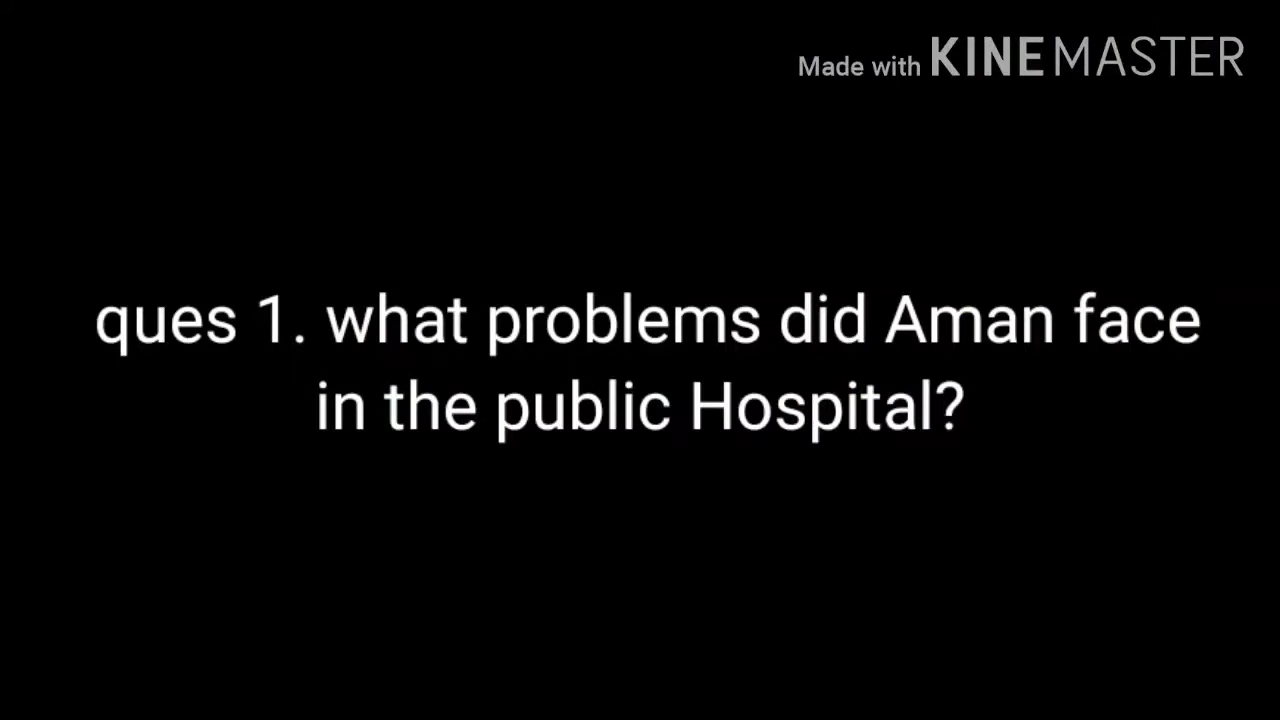 Made with KINEMASTER
ques 1. what problems did Aman face
in the public Hospital?